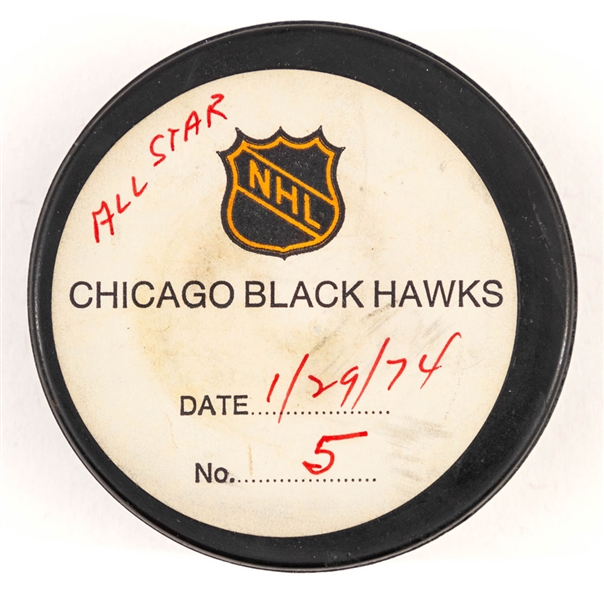 ALL STAR
NHL
CHICAGO BLACK HAWKS
DATE....1/29/74....
No....5....